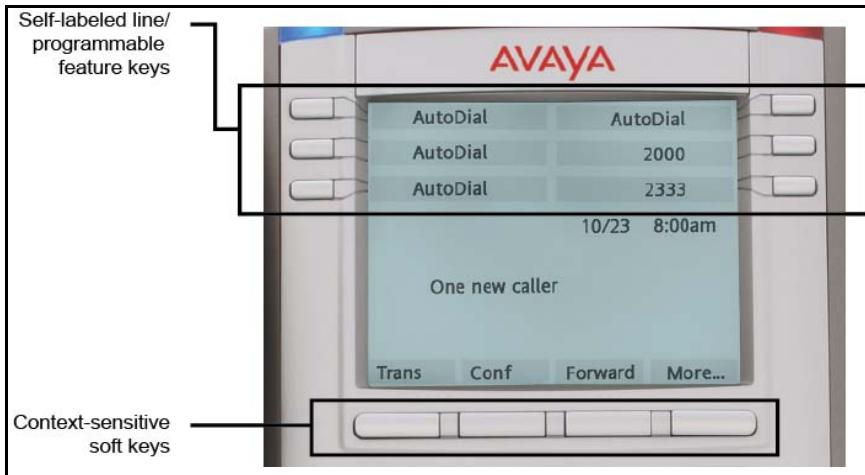 Self-labeled line/
programmable
feature keys
AVAYA
AutoDial AutoDial
AutoDial 2000
AutoDial 2333
10/23 8:00am
One new caller
Trans Conf Forward More...
Context-sensitive
soft keys